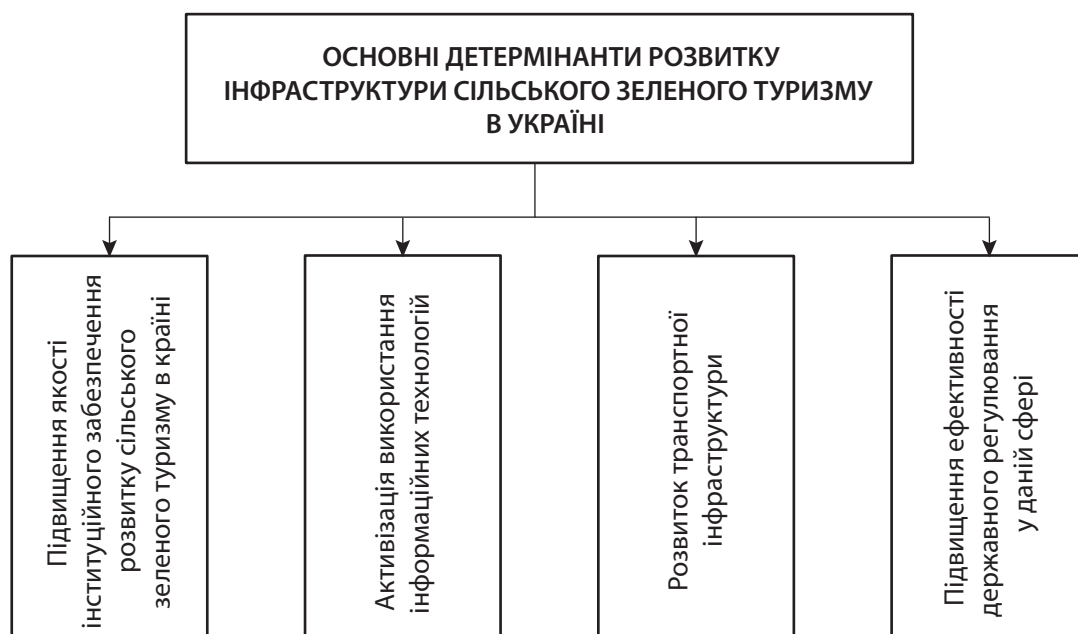 ОСНОВНІ ДЕТЕРМІНАНТИ РОЗВИТКУ
ІНФРАСТРУКТУРИ СІЛЬСЬКОГО ЗЕЛЕНОГО ТУРИЗМУ
В УКРАЇНІ
Підвищення якості
інституційного забезпечення
розвитку сільського
зеленого туризму в країні
Активізація використання
інформаційних технологій
Розвиток транспортної
інфраструктури
Підвищення ефективності
державного регулювання
у даній сфері